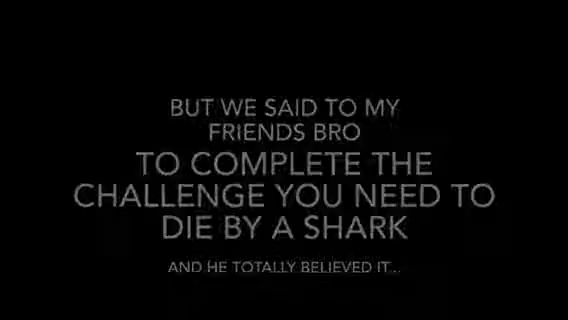 BUT WE SAID TO MY
FRIENDS BRO
TO COMPLETE THE
CHALLENGE YOU NEED TO
DIE BY A SHARK
AND HE TOTALLY BELIEVED IT...